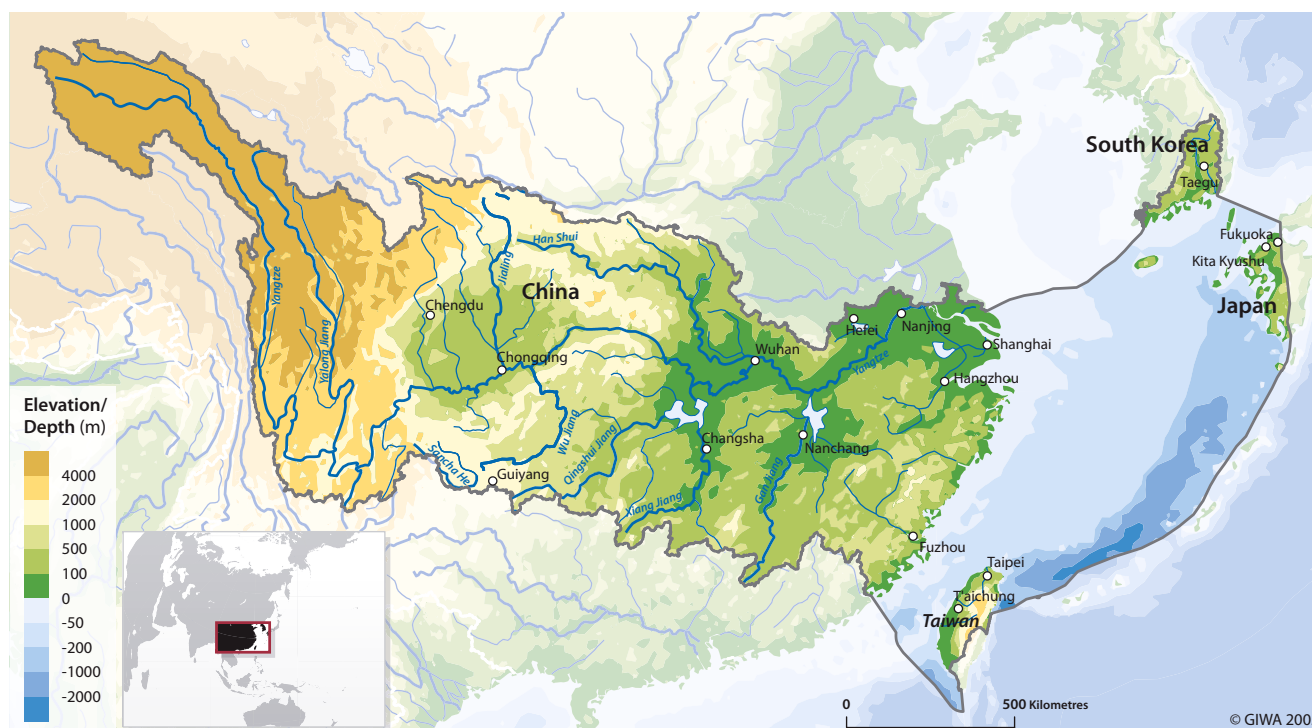 South Korea
Taegu
Fukuoka
Kita Kyushu
Japan
Han Shui
Jialing
Yangtze
Yalong Jiang
China
Chengdu
Chongqing
Wuhan
Hefei
Nanjing
Shanghai
Yangtze
Hangzhou
Wu Jiang
Qingshui Jiang
Sancha He
Guiyang
Changsha
Nanchang
Xiang Jiang
Gan Jiang
Fuzhou
Taipei
T'aichung
Taiwan
Elevation/
Depth (m)
4000
2000
1000
500
100
0
-50
-200
-1000
-2000
0 500 Kilometres
© GIWA 200